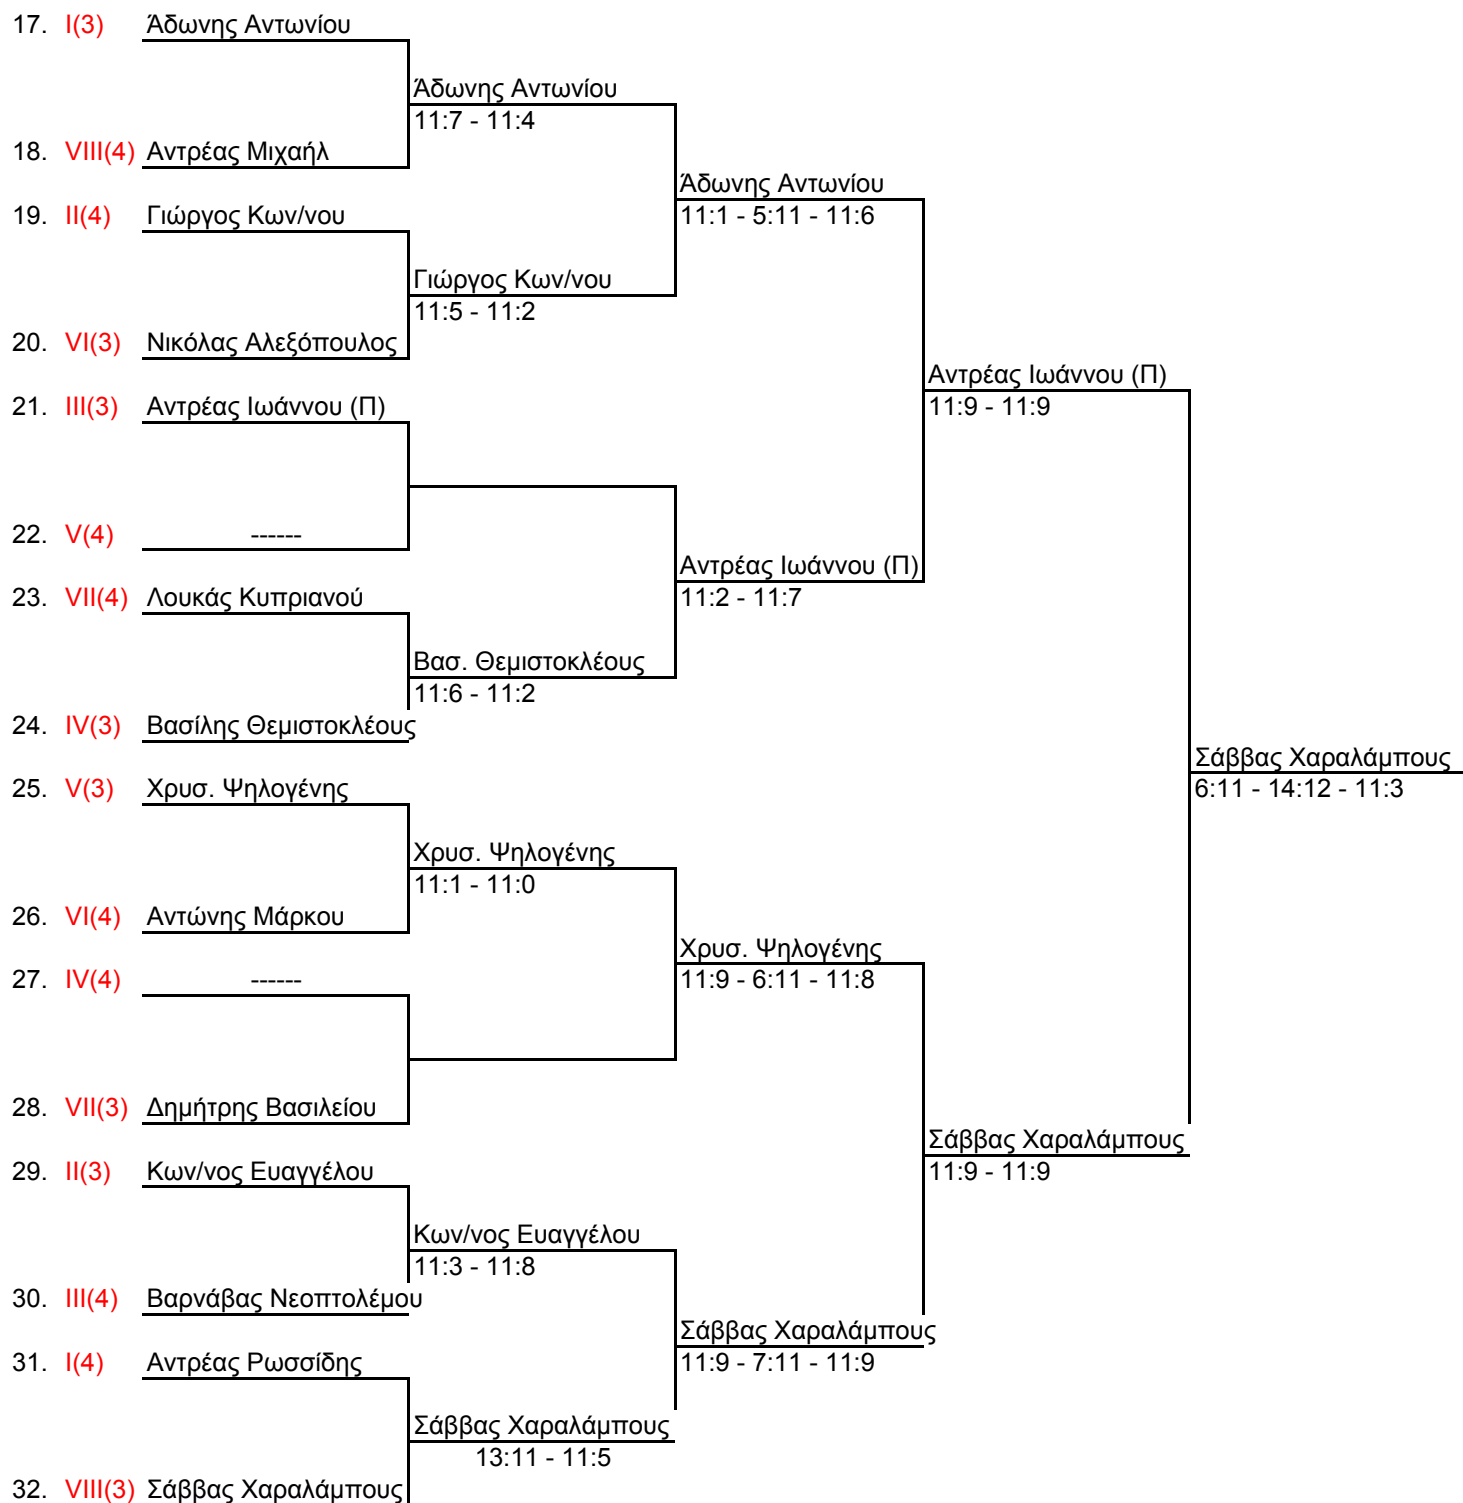 17. I(3) Άδωνης Αντωνίου
Άδωνης Αντωνίου
11:7 - 11:4
18. VIII(4) Αντρέας Μιχαήλ
Άδωνης Αντωνίου
19. II(4) Γιώργος Κων/νου
11:1 - 5:11 - 11:6
Γιώργος Κων/νου
11:5 - 11:2
20. VI(3) Νικόλας Αλεξόπουλος
Αντρέας Ιωάννου (Π)
21. III(3) Αντρέας Ιωάννου (Π)
11:9 - 11:9
22. V(4) ------
Αντρέας Ιωάννου (Π)
23. VII(4) Λουκάς Κυπριανού
11:2 - 11:7
Βασ. Θεμιστοκλέους
11:6 - 11:2
24. IV(3) Βασίλης Θεμιστοκλέους
Σάββας Χαραλάμπους
25. V(3) Χρυσ. Ψηλογένης
6:11 - 14:12 - 11:3
Χρυσ. Ψηλογένης
11:1 - 11:0
26. VI(4) Αντώνης Μάρκου
Χρυσ. Ψηλογένης
27. IV(4) ------
11:9 - 6:11 - 11:8
28. VII(3) Δημήτρης Βασιλείου
Σάββας Χαραλάμπους
29. II(3) Κων/νος Ευαγγέλου
11:9 - 11:9
Κων/νος Ευαγγέλου
11:3 - 11:8
30. III(4) Βαρνάβας Νεοπτολέμου
Σάββας Χαραλάμπους
31. I(4) Αντρέας Ρωσσίδης
11:9 - 7:11 - 11:9
Σάββας Χαραλάμπους
13:11 - 11:5
32. VIII(3) Σάββας Χαραλάμπους